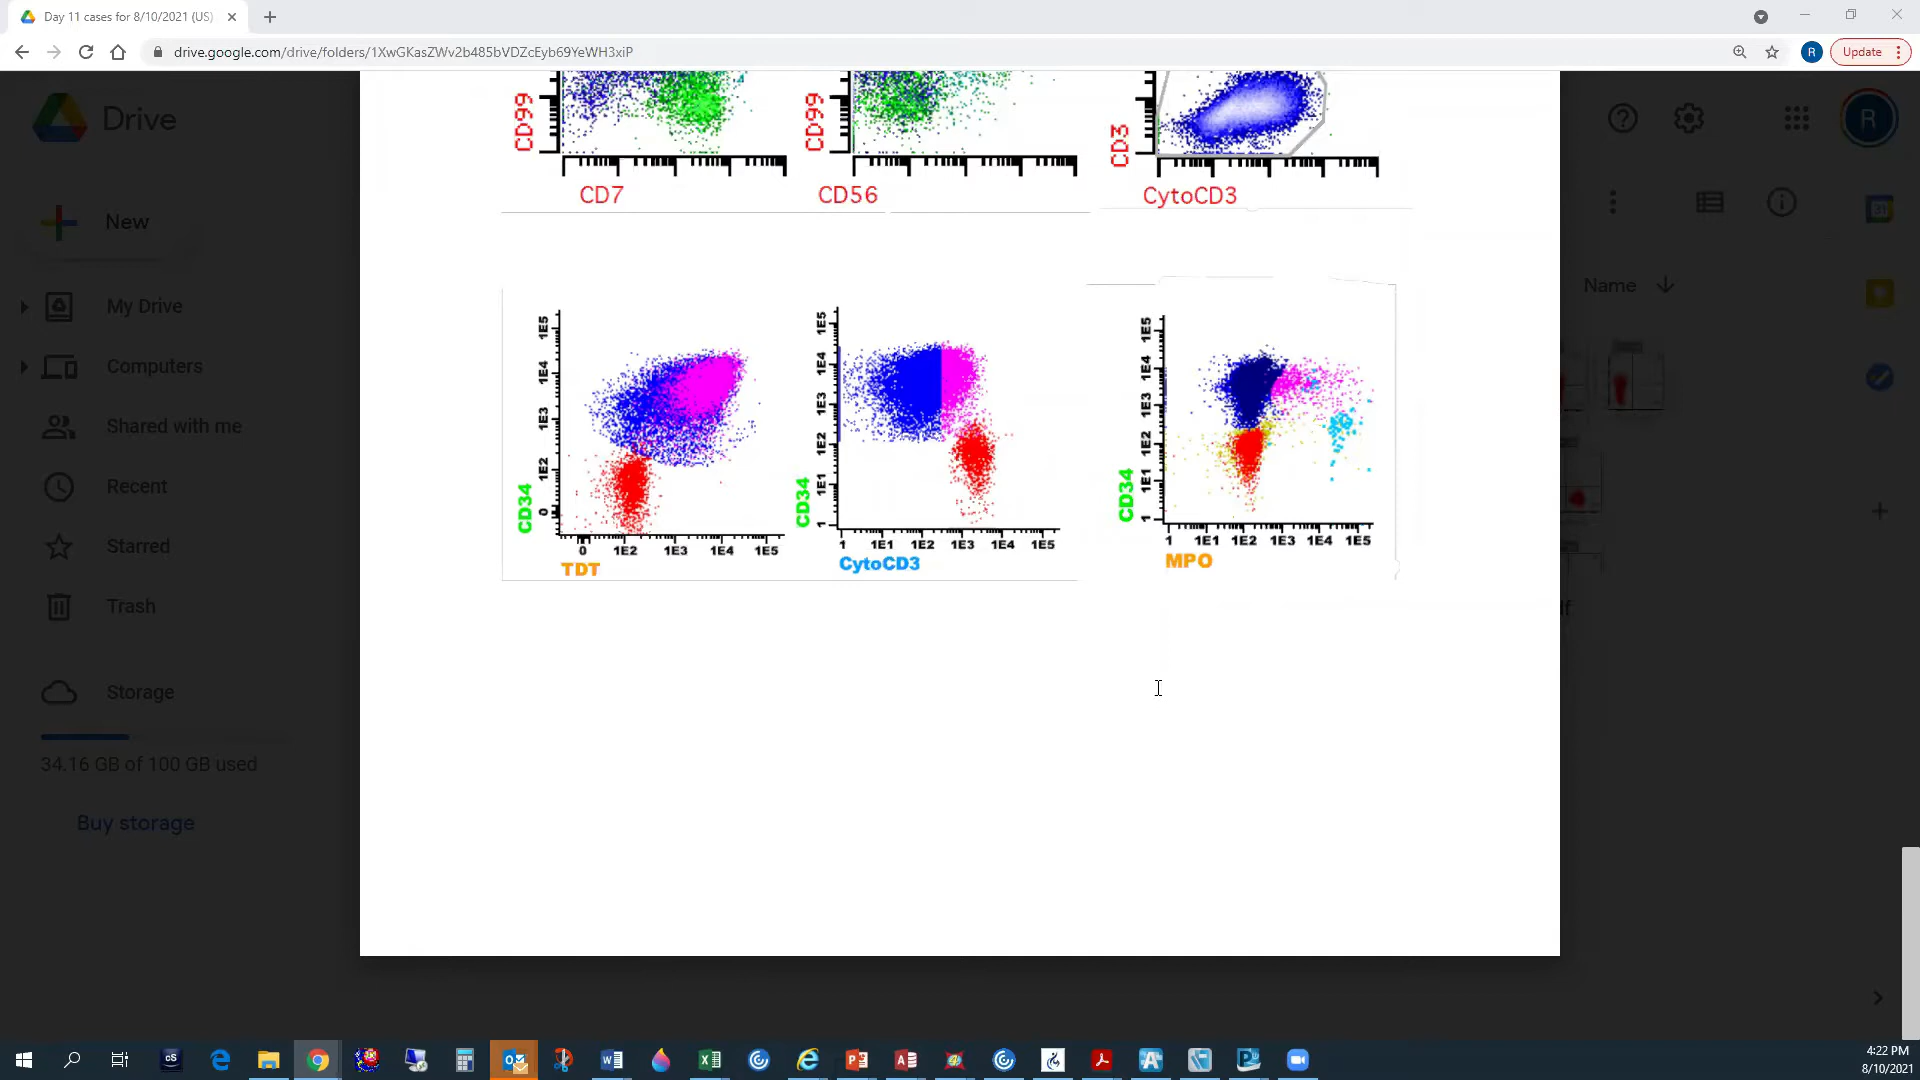 Day 11 cases for 8/10/2021 (US)
drive.google.com/drive/folders/1XwGKasZWv2b485bVDZcEyb69YeWH3xiP
R
Update
Drive
R
New
My Drive
Computers
Shared with me
Recent
Starred
Trash
Storage
34.16 GB of 100 GB used
Buy storage
Name
31
CD99
CD7
CD99
CD56
CD3
CytoCD3
CD34
1E5
1E4
1E3
1E2
0
0 1E2 1E3 1E4 1E5
TDT
CD34
1E5
1E4
1E3
1E2
1E1
1
1 1E1 1E2 1E3 1E4 1E5
CytoCD3
CD34
1E5
1E4
1E3
1E2
1E1
1
1 1E1 1E2 1E3 1E4 1E5
MPO
4:22 PM
8/10/2021